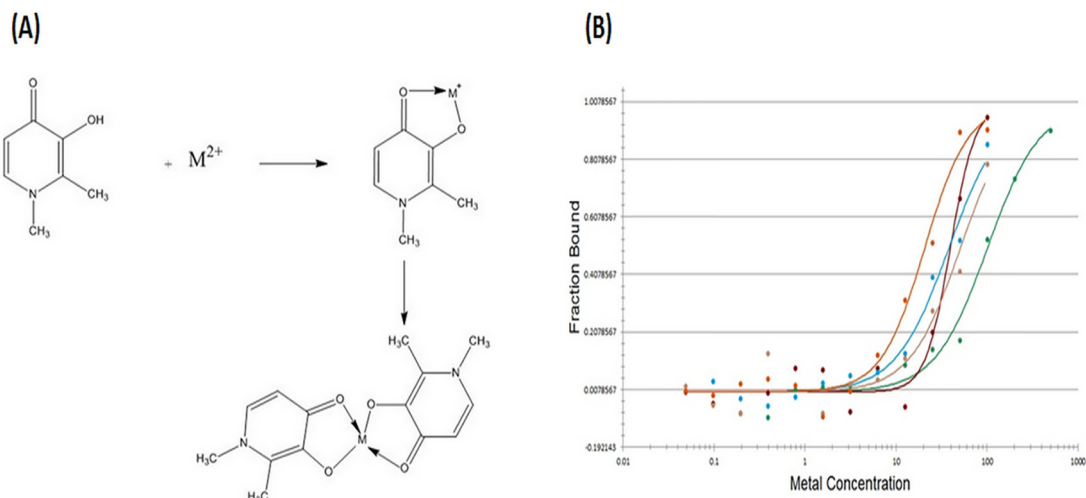 (A)
O
OH
N
CH₃
CH₃
+ M²⁺
O
M⁺
O
N
CH₃
CH₃
H₃C
CH₃
N
O
O
M
N
O
O
H₃C
H₃C
(B)
Fraction Bound
1.0078567
0.8078567
0.6078567
0.4078567
0.2078567
0.0078567
-0.192143
0.01
0.1
1
10
100
1000
Metal Concentration